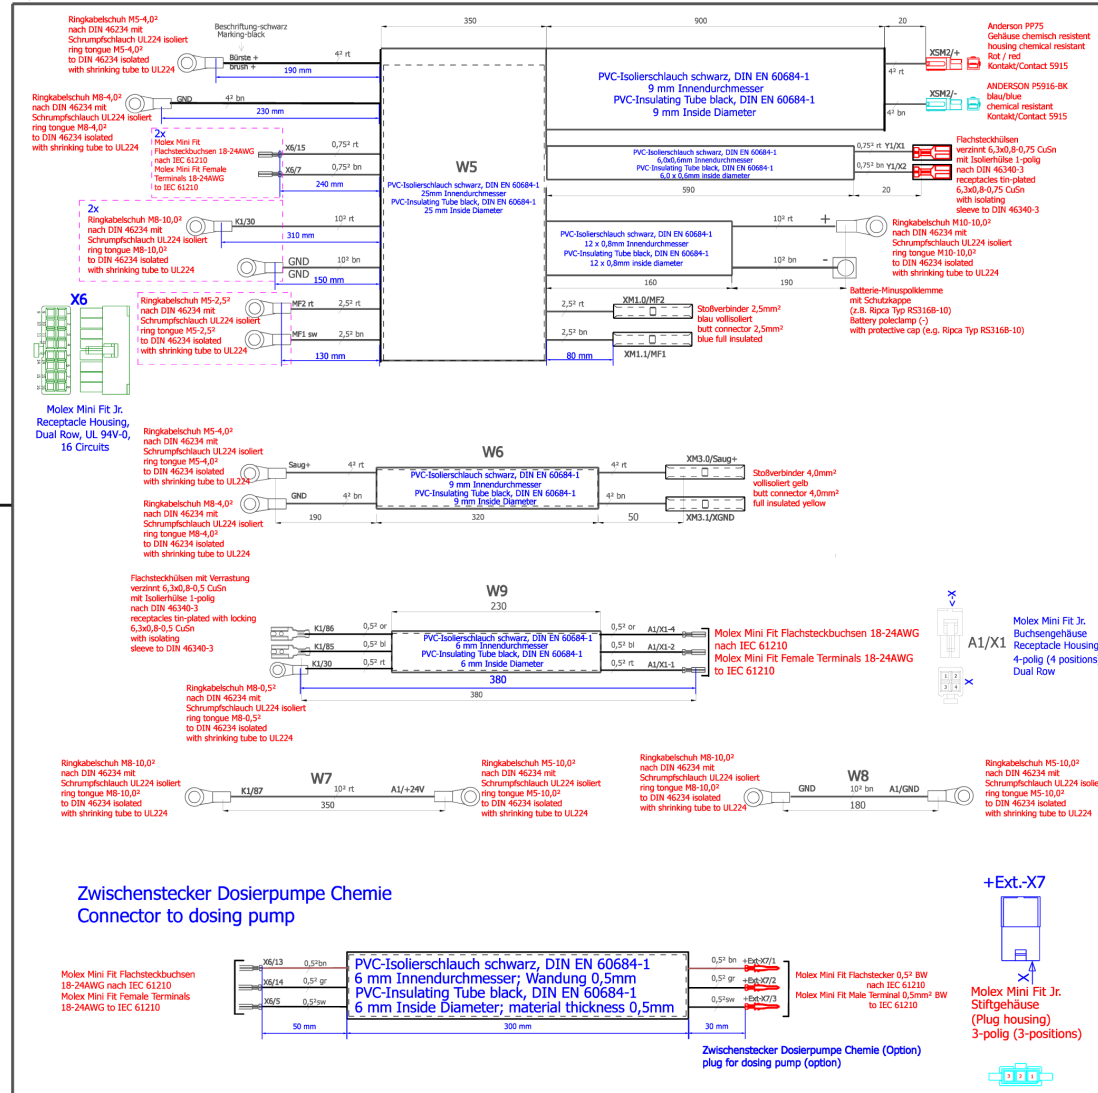 Ringkabelschuh M5-4,0²
nach DIN 46234 mit
Schrumpfschlauch UL224 isoliert
ring tongue M5-4,0²
to DIN 46234 isolated
with shrinking tube to UL224
Beschriftung-schwarz
Marking-black
Bürste +
brush +
4² rt
190 mm
350
900
20
Ringkabelschuh M8-4,0²
nach DIN 46234 mit
Schrumpfschlauch UL224 isoliert
ring tongue M8-4,0²
to DIN 46234 isolated
with shrinking tube to UL224
GND
4² bn
230 mm
2x
Molex Mini Fit
Flachsteckbuchsen 18-24AWG
nach IEC 61210
Molex Mini Fit Female
Terminals 18-24AWG
to IEC 61210
X6/15
0,75² rt
X6/7
0,75² bn
240 mm
2x
Ringkabelschuh M8-10,0²
nach DIN 46234 mit
Schrumpfschlauch UL224 isoliert
ring tongue M8-10,0²
to DIN 46234 isolated
with shrinking tube to UL224
K1/30
10² rt
310 mm
GND
GND
10² bn
150 mm
Ringkabelschuh M5-2,5²
nach DIN 46234 mit
Schrumpfschlauch UL224 isoliert
ring tongue M5-2,5²
to DIN 46234 isolated
with shrinking tube to UL224
MF2 rt
2,5² rt
MF1 sw
2,5² bn
130 mm
W5
PVC-Isolierschlauch schwarz, DIN EN 60684-1
25mm Innendurchmesser
PVC-Insulating Tube black, DIN EN 60684-1
25 mm Inside Diameter
PVC-Isolierschlauch schwarz, DIN EN 60684-1
9 mm Innendurchmesser
PVC-Insulating Tube black, DIN EN 60684-1
9 mm Inside Diameter
4² rt
XSM2/+
4² bn
XSM2/-
Anderson PP75
Gehäuse chemisch resistent
housing chemical resistant
Rot / red
Kontakt/Contact 5915
ANDERSON P5916-BK
blau/blue
chemical resistant
Kontakt/Contact 5915
PVC-Isolierschlauch schwarz, DIN EN 60684-1
6,0x0,6mm Innendurchmesser
PVC-Insulating Tube black, DIN EN 60684-1
6,0 x 0,6mm inside diameter
0,75² rt Y1/X1
0,75² bn Y1/X2
590
20
Flachsteckhülsen
verzinnt 6,3x0,8-0,75 CuSn
mit Isolierhülse 1-polig
nach DIN 46340-3
receptacles tin-plated
6,3x0,8-0,75 CuSn
with isolating
sleeve to DIN 46340-3
PVC-Isolierschlauch schwarz, DIN EN 60684-1
12 x 0,8mm Innendurchmesser
PVC-Insulating Tube black, DIN EN 60684-1
12 x 0,8mm inside diameter
10² rt
+
10² bn
-
160
190
Ringkabelschuh M10-10,0²
nach DIN 46234 mit
Schrumpfschlauch UL224 isoliert
ring tongue M10-10,0²
to DIN 46234 isolated
with shrinking tube to UL224
Batterie-Minuspolklemme
mit Schutzkappe
(z.B. Ripca Typ RS316B-10)
Battery poleclamp (-)
with protective cap (e.g. Ripca Typ RS316B-10)
2,5² rt
XM1.0/MF2
2,5² bn
XM1.1/MF1
80 mm
Stoßverbinder 2,5mm²
blau vollisoliert
butt connector 2,5mm²
blue full insulated
X6
Molex Mini Fit Jr.
Receptacle Housing,
Dual Row, UL 94V-0,
16 Circuits
Ringkabelschuh M5-4,0²
nach DIN 46234 mit
Schrumpfschlauch UL224 isoliert
ring tongue M5-4,0²
to DIN 46234 isolated
with shrinking tube to UL224
Ringkabelschuh M8-4,0²
nach DIN 46234 mit
Schrumpfschlauch UL224 isoliert
ring tongue M8-4,0²
to DIN 46234 isolated
with shrinking tube to UL224
W6
Saug+
4² rt
GND
4² bn
PVC-Isolierschlauch schwarz, DIN EN 60684-1
9 mm Innendurchmesser
PVC-Insulating Tube black, DIN EN 60684-1
9 mm Inside Diameter
4² rt
XM3.0/Saug+
4² bn
XM3.1/XGND
190
320
50
Stoßverbinder 4,0mm²
vollisoliert gelb
butt connector 4,0mm²
full insulated yellow
Flachsteckhülsen mit Verrastung
verzinnt 6,3x0,8-0,5 CuSn
mit Isolierhülse 1-polig
nach DIN 46340-3
receptacles tin-plated with locking
6,3x0,8-0,5 CuSn
with isolating
sleeve to DIN 46340-3
Ringkabelschuh M8-0,5²
nach DIN 46234 mit
Schrumpfschlauch UL224 isoliert
ring tongue M8-0,5²
to DIN 46234 isolated
with shrinking tube to UL224
W9
230
K1/86
0,5² or
K1/85
0,5² bl
K1/30
0,5² rt
PVC-Isolierschlauch schwarz, DIN EN 60684-1
6 mm Innendurchmesser
PVC-Insulating Tube black, DIN EN 60684-1
6 mm Inside Diameter
0,5² or
A1/X1-4
0,5² bl
A1/X1-2
0,5² rt
A1/X1-1
380
380
Molex Mini Fit Flachsteckbuchsen 18-24AWG
nach IEC 61210
Molex Mini Fit Female Terminals 18-24AWG
to IEC 61210
X->
A1/X1
1 2
3 4
X
Molex Mini Fit Jr.
Buchsengehäuse
Receptacle Housing
4-polig (4 positions
Dual Row
Ringkabelschuh M8-10,0²
nach DIN 46234 mit
Schrumpfschlauch UL224 isoliert
ring tongue M8-10,0²
to DIN 46234 isolated
with shrinking tube to UL224
W7
K1/87
10² rt
A1/+24V
350
Ringkabelschuh M5-10,0²
nach DIN 46234 mit
Schrumpfschlauch UL224 isoliert
ring tongue M5-10,0²
to DIN 46234 isolated
with shrinking tube to UL224
Ringkabelschuh M8-10,0²
nach DIN 46234 mit
Schrumpfschlauch UL224 isoliert
ring tongue M8-10,0²
to DIN 46234 isolated
with shrinking tube to UL224
W8
GND
10² bn
A1/GND
180
Ringkabelschuh M5-10,0²
nach DIN 46234 mit
Schrumpfschlauch UL224 isolie
ring tongue M5-10,0²
to DIN 46234 isolated
with shrinking tube to UL224
Zwischenstecker Dosierpumpe Chemie
Connector to dosing pump
Molex Mini Fit Flachsteckbuchsen
18-24AWG nach IEC 61210
Molex Mini Fit Female Terminals
18-24AWG to IEC 61210
X6/13
0,5²bn
X6/14
0,5² gr
X6/5
0,5²sw
PVC-Isolierschlauch schwarz, DIN EN 60684-1
6 mm Innendurchmesser; Wandung 0,5mm
PVC-Insulating Tube black, DIN EN 60684-1
6 mm Inside Diameter; material thickness 0,5mm
0,5² bn
+Ext-X7/1
0,5² gr
+Ext-X7/2
0,5²sw
+Ext-X7/3
50 mm
300 mm
30 mm
Molex Mini Fit Flachstecker 0,5² BW
nach IEC 61210
Molex Mini Fit Male Terminal 0,5mm² BW
to IEC 61210
Zwischenstecker Dosierpumpe Chemie (Option)
plug for dosing pump (option)
+Ext.-X7
X
Molex Mini Fit Jr.
Stiftgehäuse
(Plug housing)
3-polig (3-positions)
3 2 1